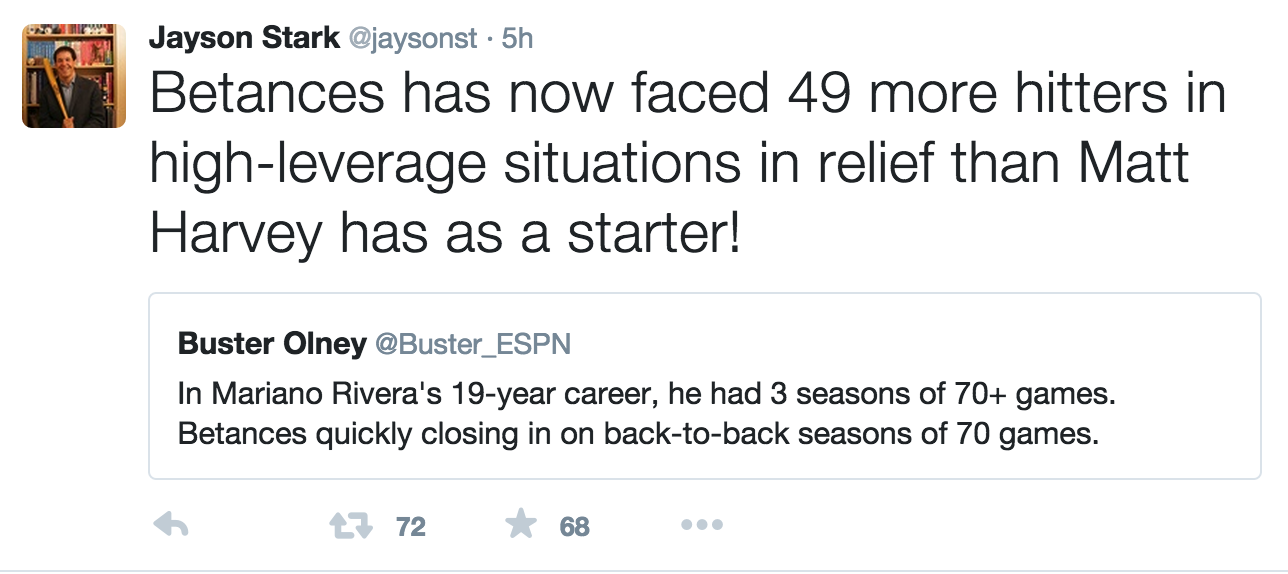 Jayson Stark @jaysonst · 5h
Betances has now faced 49 more hitters in
high-leverage situations in relief than Matt
Harvey has as a starter!
Buster Olney @Buster_ESPN
In Mariano Rivera's 19-year career, he had 3 seasons of 70+ games.
Betances quickly closing in on back-to-back seasons of 70 games.
72 68